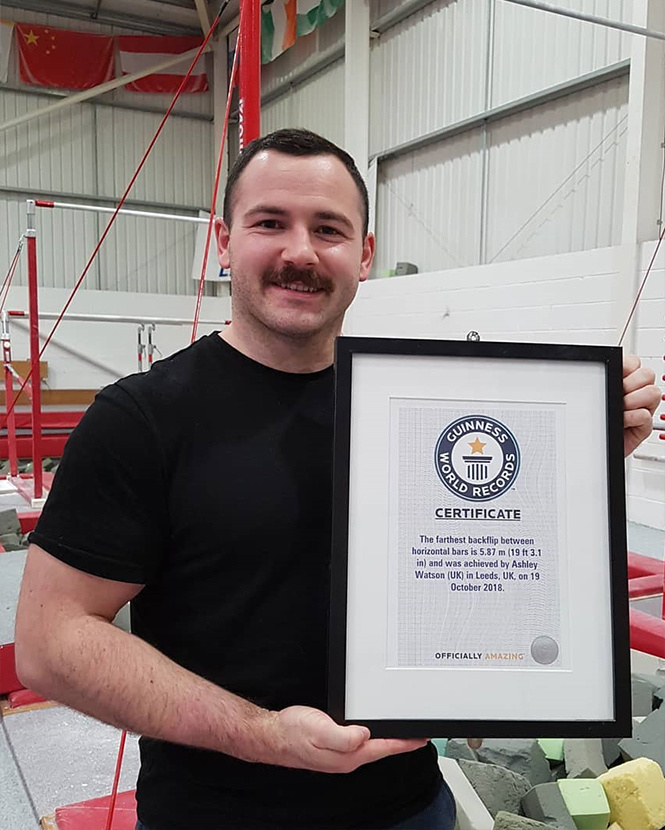 GUINNESS
WORLD RECORDS
CERTIFICATE
The farthest backflip between
horizontal bars is 5.87 m (19 ft 3.1
in) and was achieved by Ashley
Watson (UK) in Leeds, UK, on 19
October 2018.
OFFICIALLY AMAZING